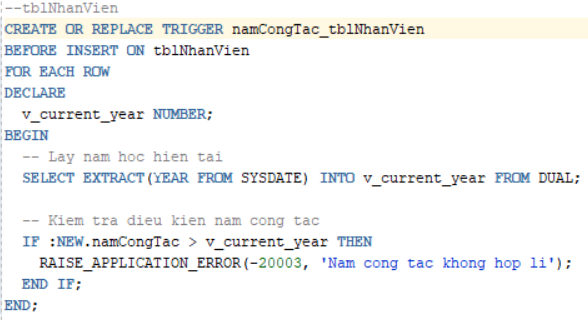 --tblNhanVien
CREATE OR REPLACE TRIGGER namCongTac_tblNhanVien
BEFORE INSERT ON tblNhanVien
FOR EACH ROW
DECLARE
  v_current_year NUMBER;
BEGIN
  -- Lay nam hoc hien tai
  SELECT EXTRACT(YEAR FROM SYSDATE) INTO v_current_year FROM DUAL;

  -- Kiem tra dieu kien nam cong tac
  IF :NEW.namCongTac > v_current_year THEN
    RAISE_APPLICATION_ERROR(-20003, 'Nam cong tac khong hop li');
  END IF;
END;